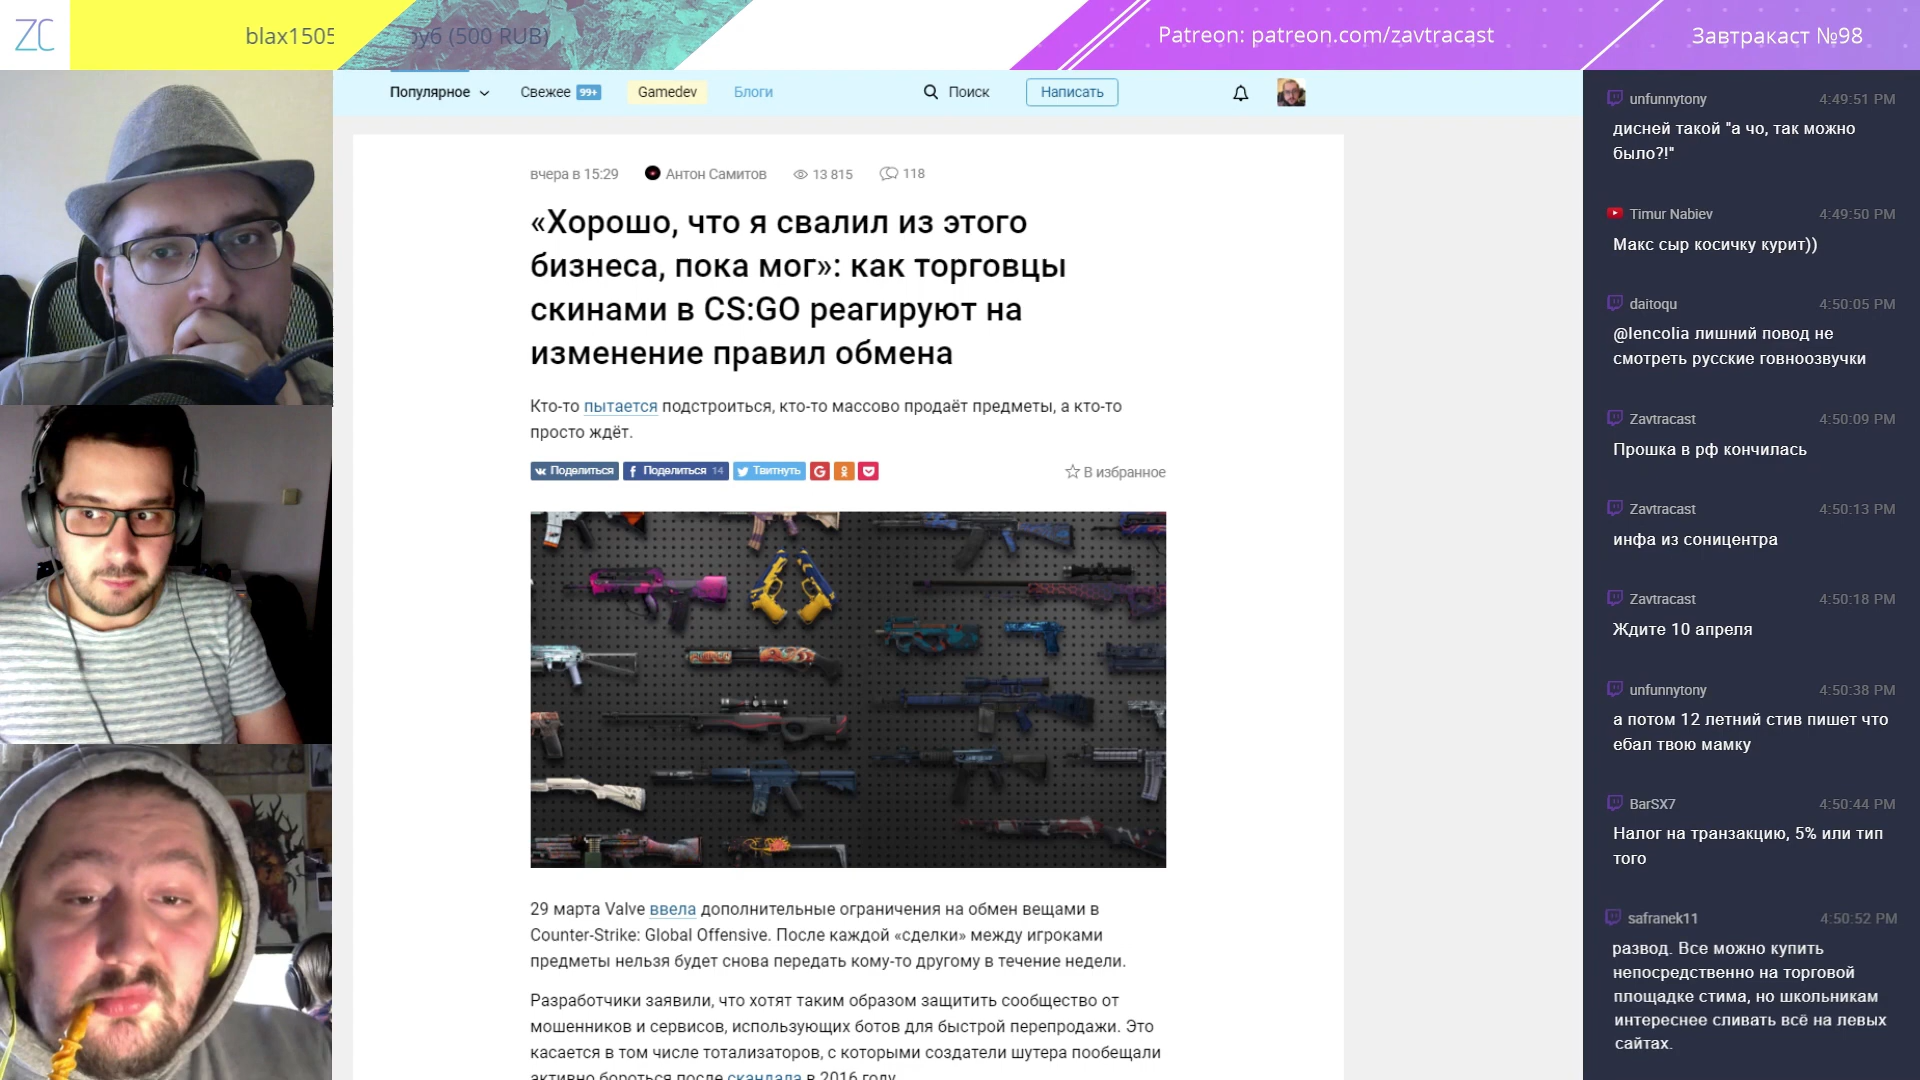 ZC
blax1505
руб (500 RUB)
Patreon: patreon.com/zavtracast
Завтракаст №98
Популярное
Свежее 99+
Gamedev
Блоги
Поиск
Написать
вчера в 15:29 Антон Самитов 13 815 118
«Хорошо, что я свалил из этого
бизнеса, пока мог»: как торговцы
скинами в CS:GO реагируют на
изменение правил обмена
Кто-то пытается подстроиться, кто-то массово продаёт предметы, а кто-то
просто ждёт.
Поделиться Поделиться 14 Твитнуть
В избранное
29 марта Valve ввела дополнительные ограничения на обмен вещами в
Counter-Strike: Global Offensive. После каждой «сделки» между игроками
предметы нельзя будет снова передать кому-то другому в течение недели.
Разработчики заявили, что хотят таким образом защитить сообщество от
мошенников и сервисов, использующих ботов для быстрой перепродажи. Это
касается в том числе тотализаторов, с которыми создатели шутера пообещали
активно бороться после скандала в 2016 году.
unfunnytony 4:49:51 PM
дисней такой "а чо, так можно
было?!"
Timur Nabiev 4:49:50 PM
Макс сыр косичку курит))
daitoqu 4:50:05 PM
@lencolia лишний повод не
смотреть русские говноозвучки
Zavtracast 4:50:09 PM
Прошка в рф кончилась
Zavtracast 4:50:13 PM
инфа из соницентра
Zavtracast 4:50:18 PM
Ждите 10 апреля
unfunnytony 4:50:38 PM
а потом 12 летний стив пишет что
ебал твою мамку
BarSX7 4:50:44 PM
Налог на транзакцию, 5% или тип
того
safranek11 4:50:52 PM
развод. Все можно купить
непосредственно на торговой
площадке стима, но школьникам
интереснее сливать всё на левых
сайтах.